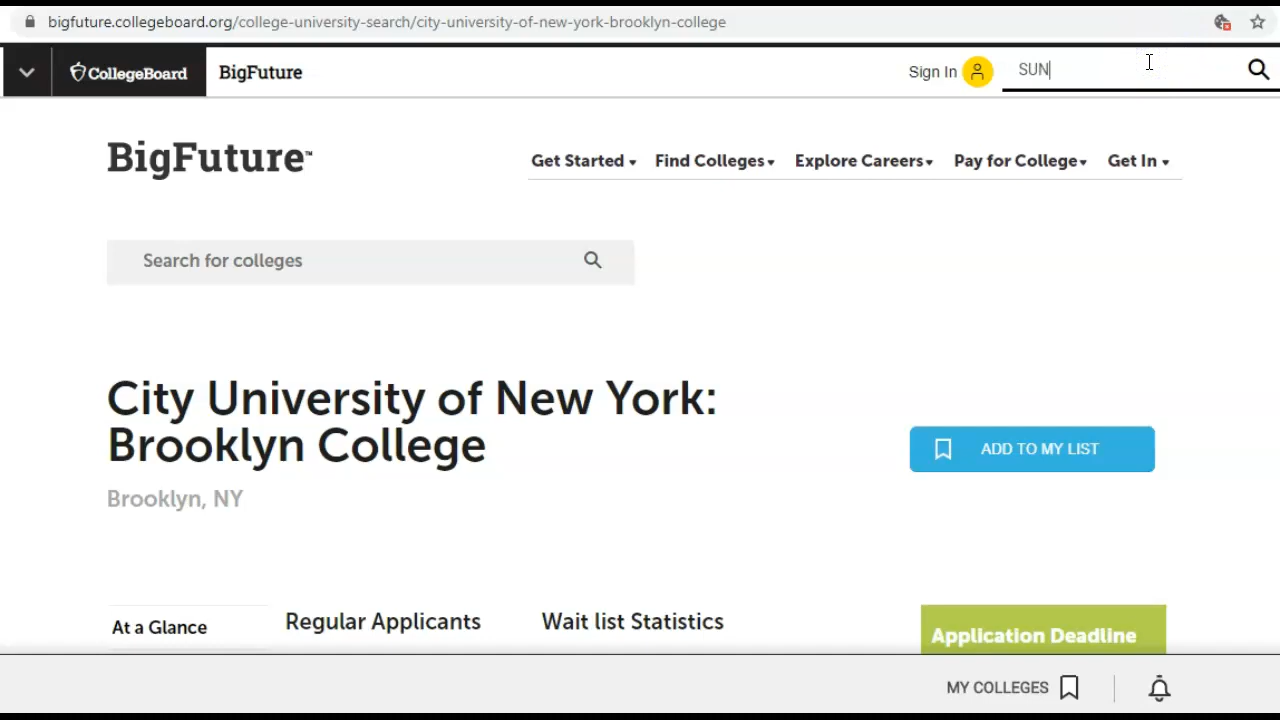 bigfuture.collegeboard.org/college-university-search/city-university-of-new-york-brooklyn-college
CollegeBoard BigFuture Sign In SUN
BigFuture™
Get Started Find Colleges Explore Careers Pay for College Get In
Search for colleges
City University of New York:
Brooklyn College
ADD TO MY LIST
Brooklyn, NY
At a Glance Regular Applicants Wait list Statistics Application Deadline
MY COLLEGES